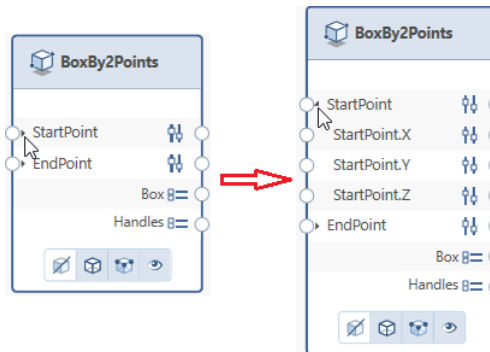 BoxBy2Points
StartPoint
EndPoint
Box
Handles
BoxBy2Points
StartPoint
StartPoint.X
StartPoint.Y
StartPoint.Z
EndPoint
Box
Handles